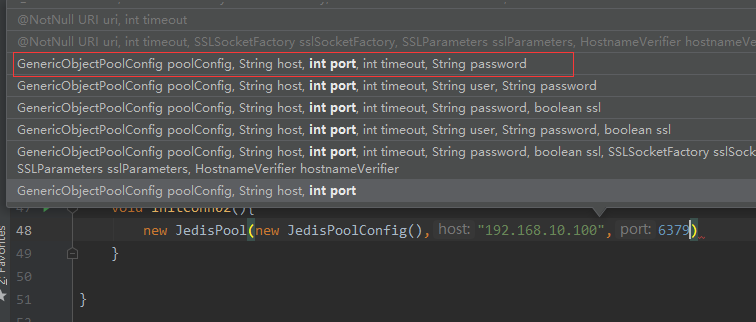 @NotNull URI uri, int timeout
@NotNull URI uri, int timeout, SSLSocketFactory sslSocketFactory, SSLParameters sslParameters, HostnameVerifier hostnameVe
GenericObjectPoolConfig poolConfig, String host, int port, int timeout, String password
GenericObjectPoolConfig poolConfig, String host, int port, int timeout, String user, String password
GenericObjectPoolConfig poolConfig, String host, int port, int timeout, String password, boolean ssl
GenericObjectPoolConfig poolConfig, String host, int port, int timeout, String user, String password, boolean ssl
GenericObjectPoolConfig poolConfig, String host, int port, int timeout, String password, boolean ssl, SSLSocketFactory sslSo
SSLParameters sslParameters, HostnameVerifier hostnameVerifier
GenericObjectPoolConfig poolConfig, String host, int port
47 void initConn02(){
48 new JedisPool(new JedisPoolConfig(), host: "192.168.10.100", port: 6379)
49 }
50
51 }
52
2: Favorites